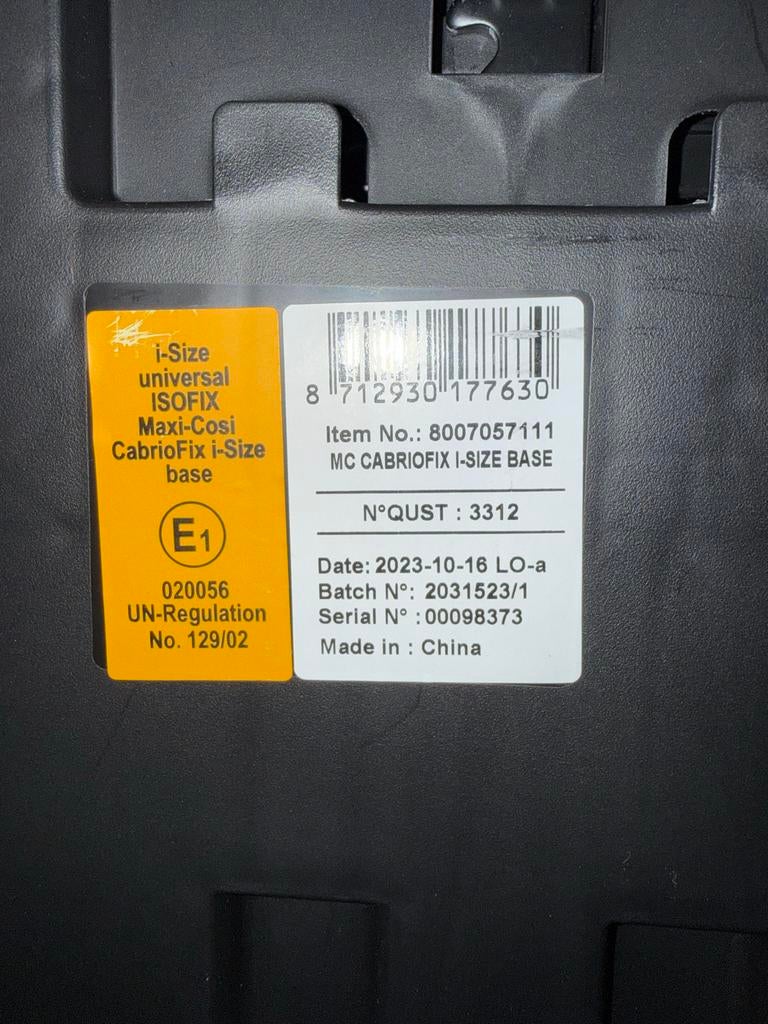 i-Size
universal
ISOFIX
Maxi-Cosi
CabrioFix i-Size
base
E1
020056
UN-Regulation
No. 129/02
8 712930 177630
Item No.: 8007057111
MC CABRIOFIX I-SIZE BASE
N°QUST : 3312
Date: 2023-10-16 LO-a
Batch N°: 2031523/1
Serial N° : 00098373
Made in : China